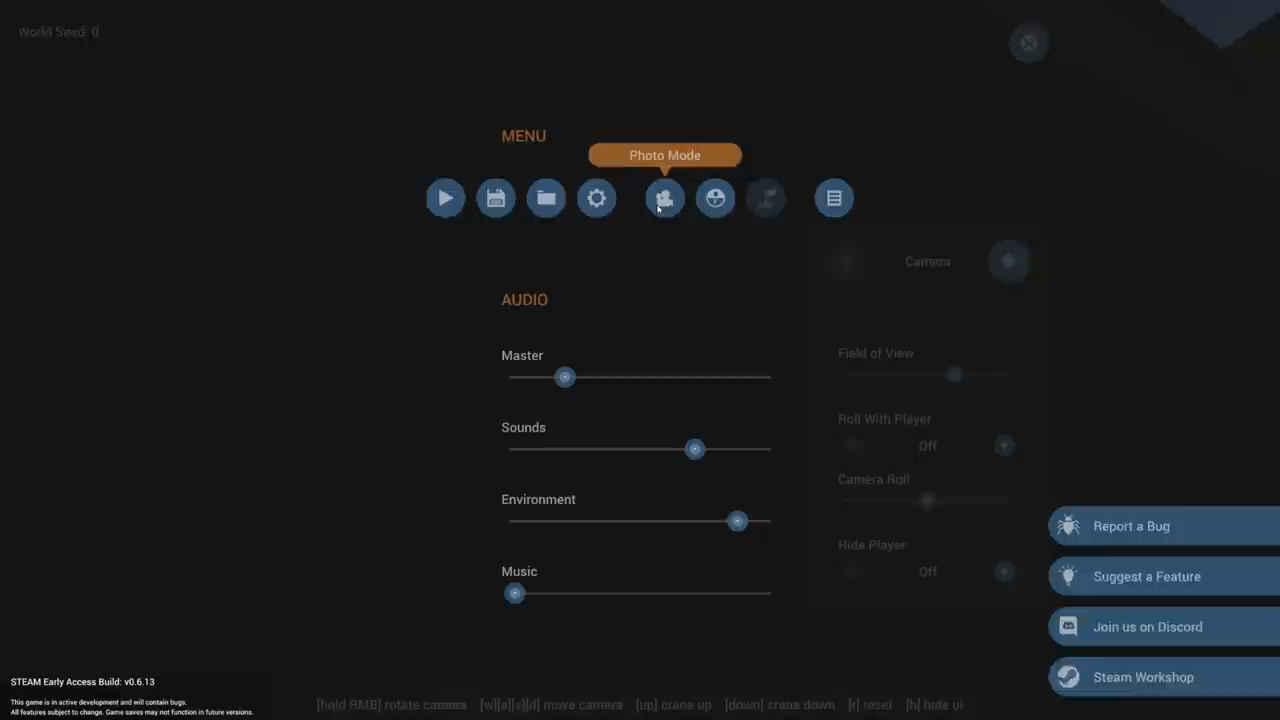 World Seed: 0
MENU
Photo Mode
Camera
AUDIO
Master
Field of View
Sounds
Roll With Player
Off
Camera Roll
Environment
Hide Player
Off
Music
Report a Bug
Suggest a Feature
Join us on Discord
Steam Workshop
STEAM Early Access Build: v0.6.13
This game is in active development and will contain bugs.
All features subject to change. Game saves may not function in future versions.
[hold RMB] rotate camera [w][a][s][d] move camera [up] crane up [down] crane down [r] reset [h] hide ui